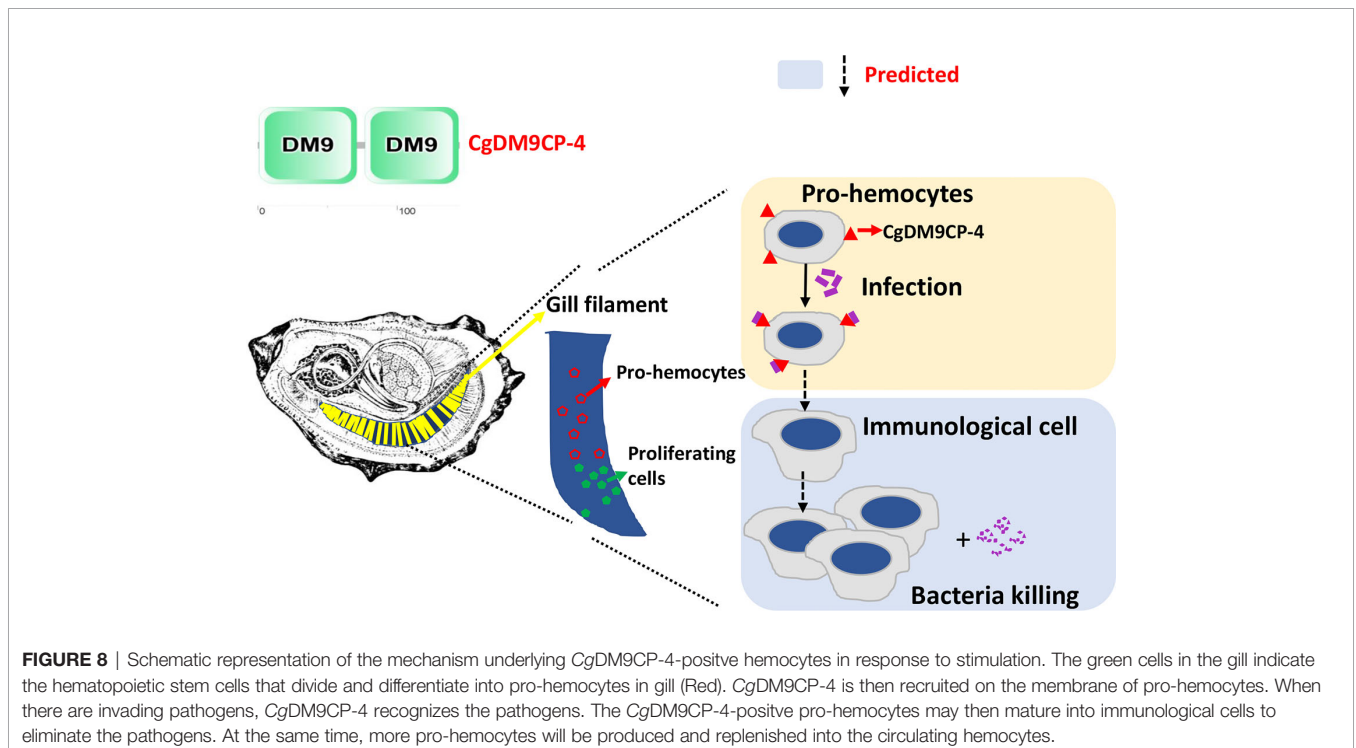 Predicted
DM9 DM9 CgDM9CP-4
0 100
Pro-hemocytes
CgDM9CP-4
Infection
Gill filament
Pro-hemocytes
Proliferating
cells
Immunological cell
+
Bacteria killing
FIGURE 8 | Schematic representation of the mechanism underlying CgDM9CP-4-positve hemocytes in response to stimulation. The green cells in the gill indicate
the hematopoietic stem cells that divide and differentiate into pro-hemocytes in gill (Red). CgDM9CP-4 is then recruited on the membrane of pro-hemocytes. When
there are invading pathogens, CgDM9CP-4 recognizes the pathogens. The CgDM9CP-4-positve pro-hemocytes may then mature into immunological cells to
eliminate the pathogens. At the same time, more pro-hemocytes will be produced and replenished into the circulating hemocytes.